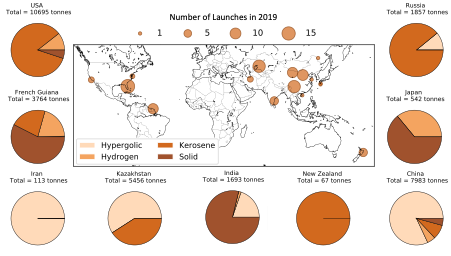 USA
Total = 10695 tonnes
Number of Launches in 2019
1 5 10 15
Russia
Total = 1857 tonnes
French Guiana
Total = 3764 tonnes
Japan
Total = 542 tonnes
Hypergolic Kerosene
Hydrogen Solid
Iran
Total = 113 tonnes
Kazakhstan
Total = 5456 tonnes
India
Total = 1693 tonnes
New Zealand
Total = 67 tonnes
China
Total = 7983 tonnes